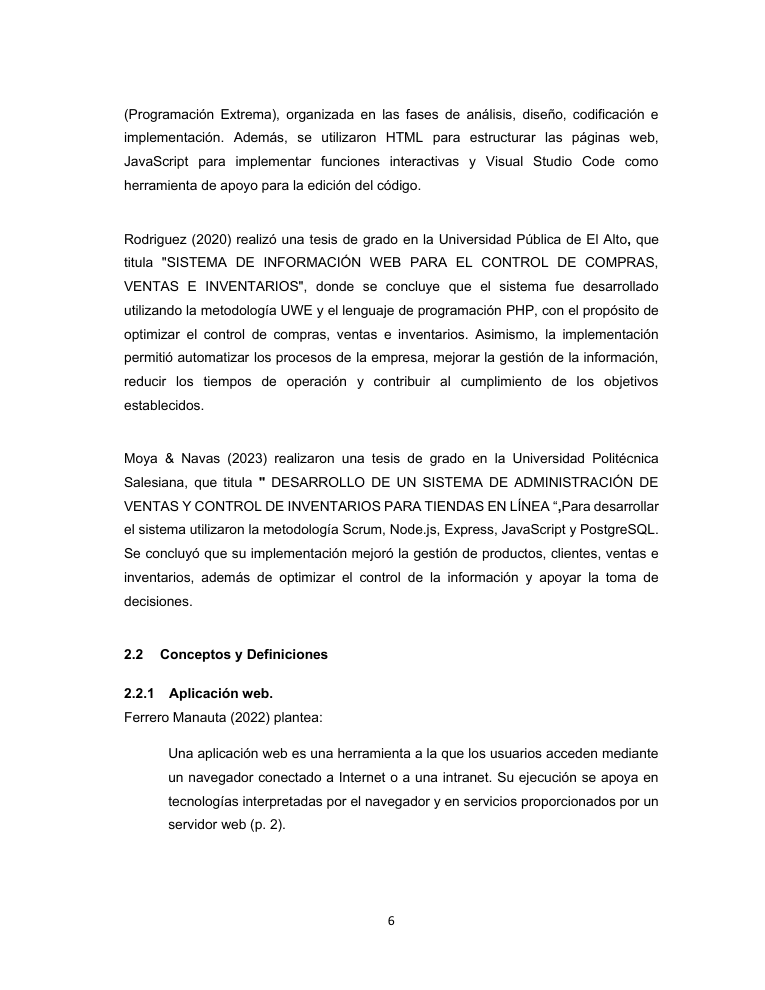 (Programación Extrema), organizada en las fases de análisis, diseño, codificación e
implementación. Además, se utilizaron HTML para estructurar las páginas web,
JavaScript para implementar funciones interactivas y Visual Studio Code como
herramienta de apoyo para la edición del código.
Rodriguez (2020) realizó una tesis de grado en la Universidad Pública de El Alto, que
titula "SISTEMA DE INFORMACIÓN WEB PARA EL CONTROL DE COMPRAS,
VENTAS E INVENTARIOS", donde se concluye que el sistema fue desarrollado
utilizando la metodología UWE y el lenguaje de programación PHP, con el propósito de
optimizar el control de compras, ventas e inventarios. Asimismo, la implementación
permitió automatizar los procesos de la empresa, mejorar la gestión de la información,
reducir los tiempos de operación y contribuir al cumplimiento de los objetivos
establecidos.
Moya & Navas (2023) realizaron una tesis de grado en la Universidad Politécnica
Salesiana, que titula " DESARROLLO DE UN SISTEMA DE ADMINISTRACIÓN DE
VENTAS Y CONTROL DE INVENTARIOS PARA TIENDAS EN LÍNEA “,Para desarrollar
el sistema utilizaron la metodología Scrum, Node.js, Express, JavaScript y PostgreSQL.
Se concluyó que su implementación mejoró la gestión de productos, clientes, ventas e
inventarios, además de optimizar el control de la información y apoyar la toma de
decisiones.
2.2 Conceptos y Definiciones
2.2.1 Aplicación web.
Ferrero Manauta (2022) plantea:
Una aplicación web es una herramienta a la que los usuarios acceden mediante
un navegador conectado a Internet o a una intranet. Su ejecución se apoya en
tecnologías interpretadas por el navegador y en servicios proporcionados por un
servidor web (p. 2).
6